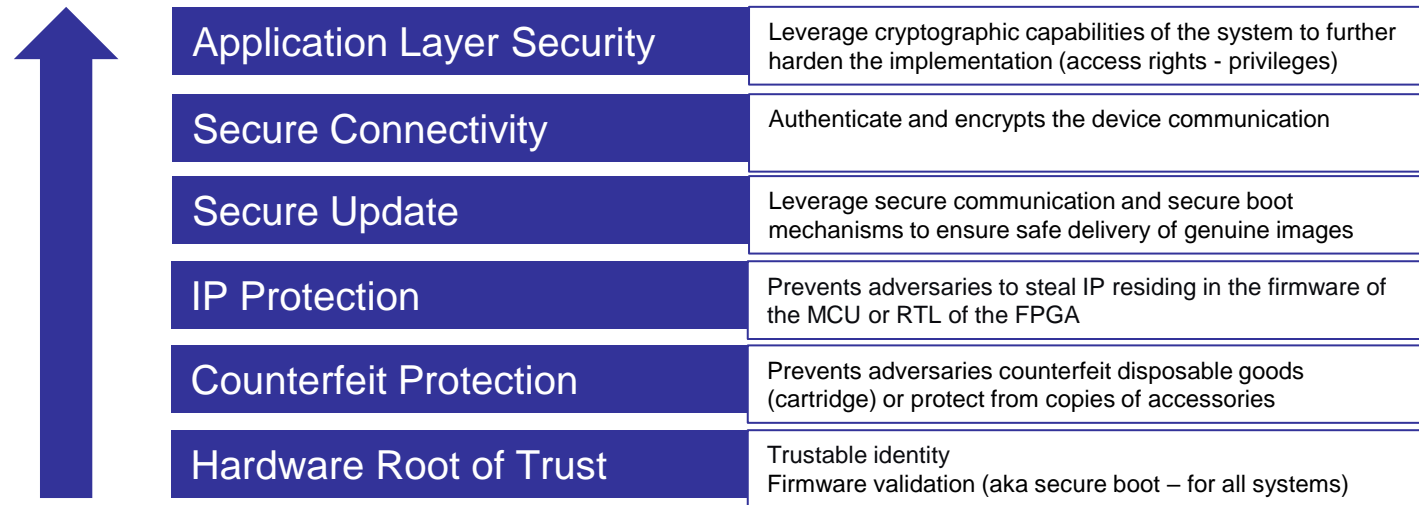 Application Layer Security
Leverage cryptographic capabilities of the system to further
harden the implementation (access rights - privileges)
Secure Connectivity
Authenticate and encrypts the device communication
Secure Update
Leverage secure communication and secure boot
mechanisms to ensure safe delivery of genuine images
IP Protection
Prevents adversaries to steal IP residing in the firmware of
the MCU or RTL of the FPGA
Counterfeit Protection
Prevents adversaries counterfeit disposable goods
(cartridge) or protect from copies of accessories
Hardware Root of Trust
Trustable identity
Firmware validation (aka secure boot – for all systems)